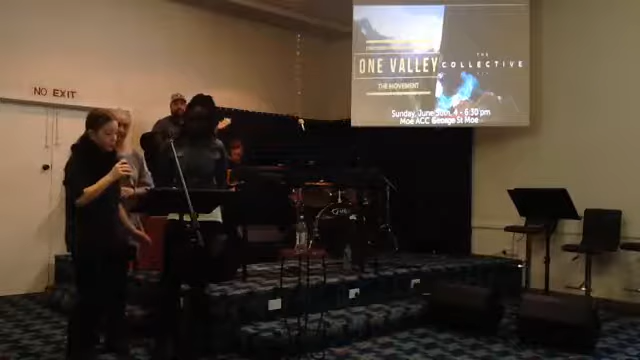 NO EXIT
ONE VALLEY
THE MOVEMENT
THE
COLLECTIVE
Sunday, June 30th, 4 - 6:30 pm
Moe ACC George St Moe